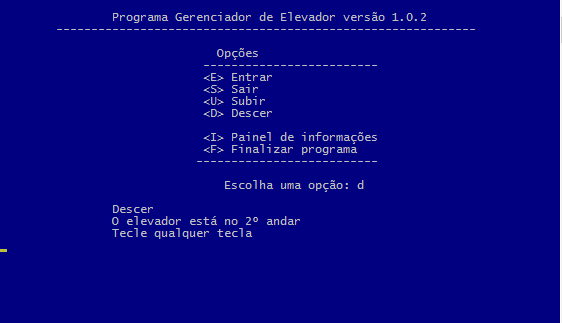 Programa Gerenciador de Elevador versão 1.0.2
------------------------------------------------------------
Opções
-------------------------
<E> Entrar
<S> Sair
<U> Subir
<D> Descer
<I> Painel de informações
<F> Finalizar programa
--------------------------
Escolha uma opção: d
Descer
O elevador está no 2º andar
Tecle qualquer tecla